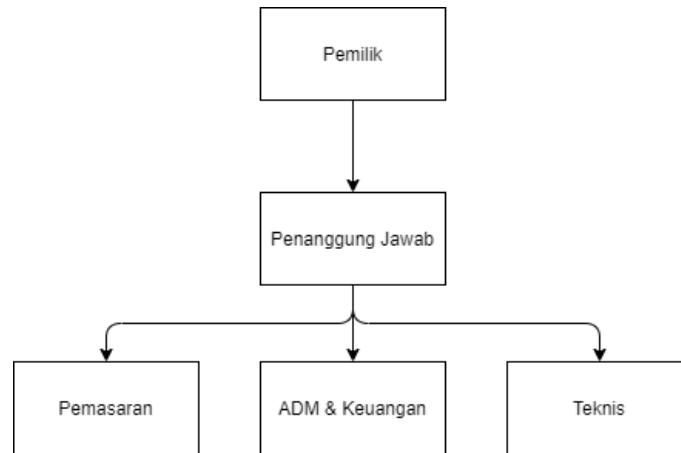 Pemilik
Penanggung Jawab
Pemasaran
ADM & Keuangan
Teknis